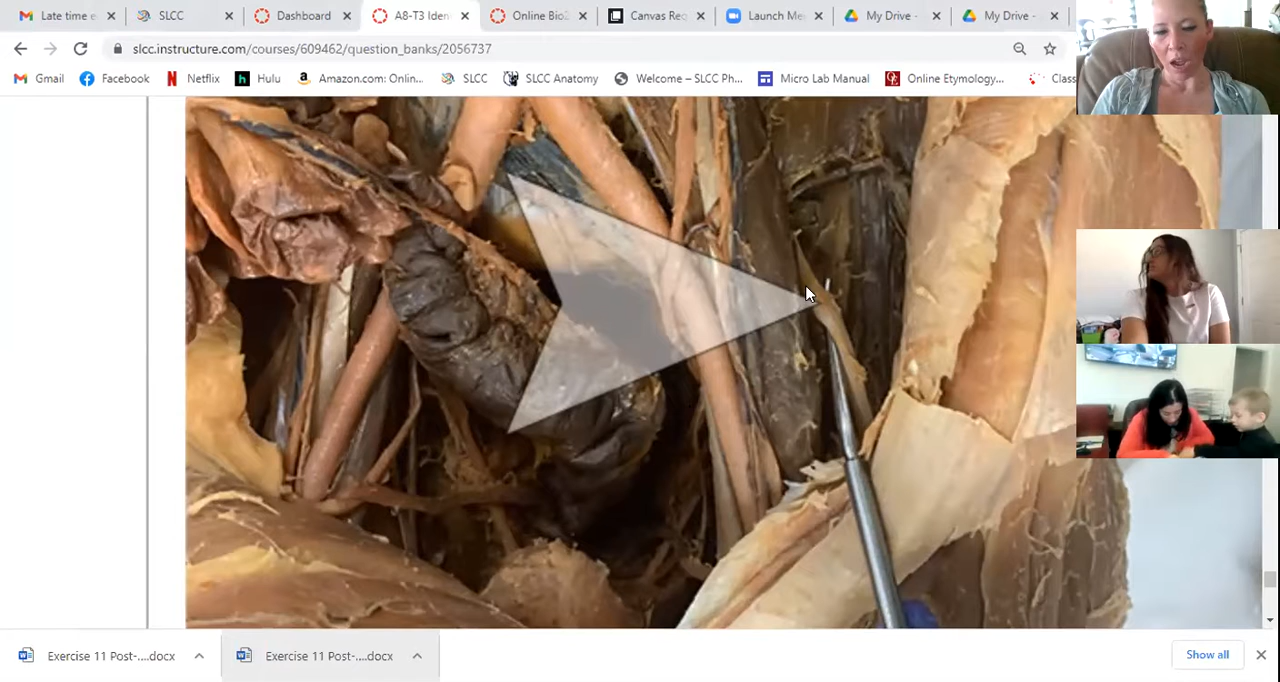 Late time e
SLCC
Dashboard
A8-T3 Iden
Online Bio2
Canvas Req
Launch Me
My Drive -
My Drive -
slcc.instructure.com/courses/609462/question_banks/2056737
Gmail
Facebook
Netflix
Hulu
Amazon.com: Onlin...
SLCC
SLCC Anatomy
Welcome – SLCC Ph...
Micro Lab Manual
Online Etymology...
Class
Exercise 11 Post-....docx
Exercise 11 Post-....docx
Show all